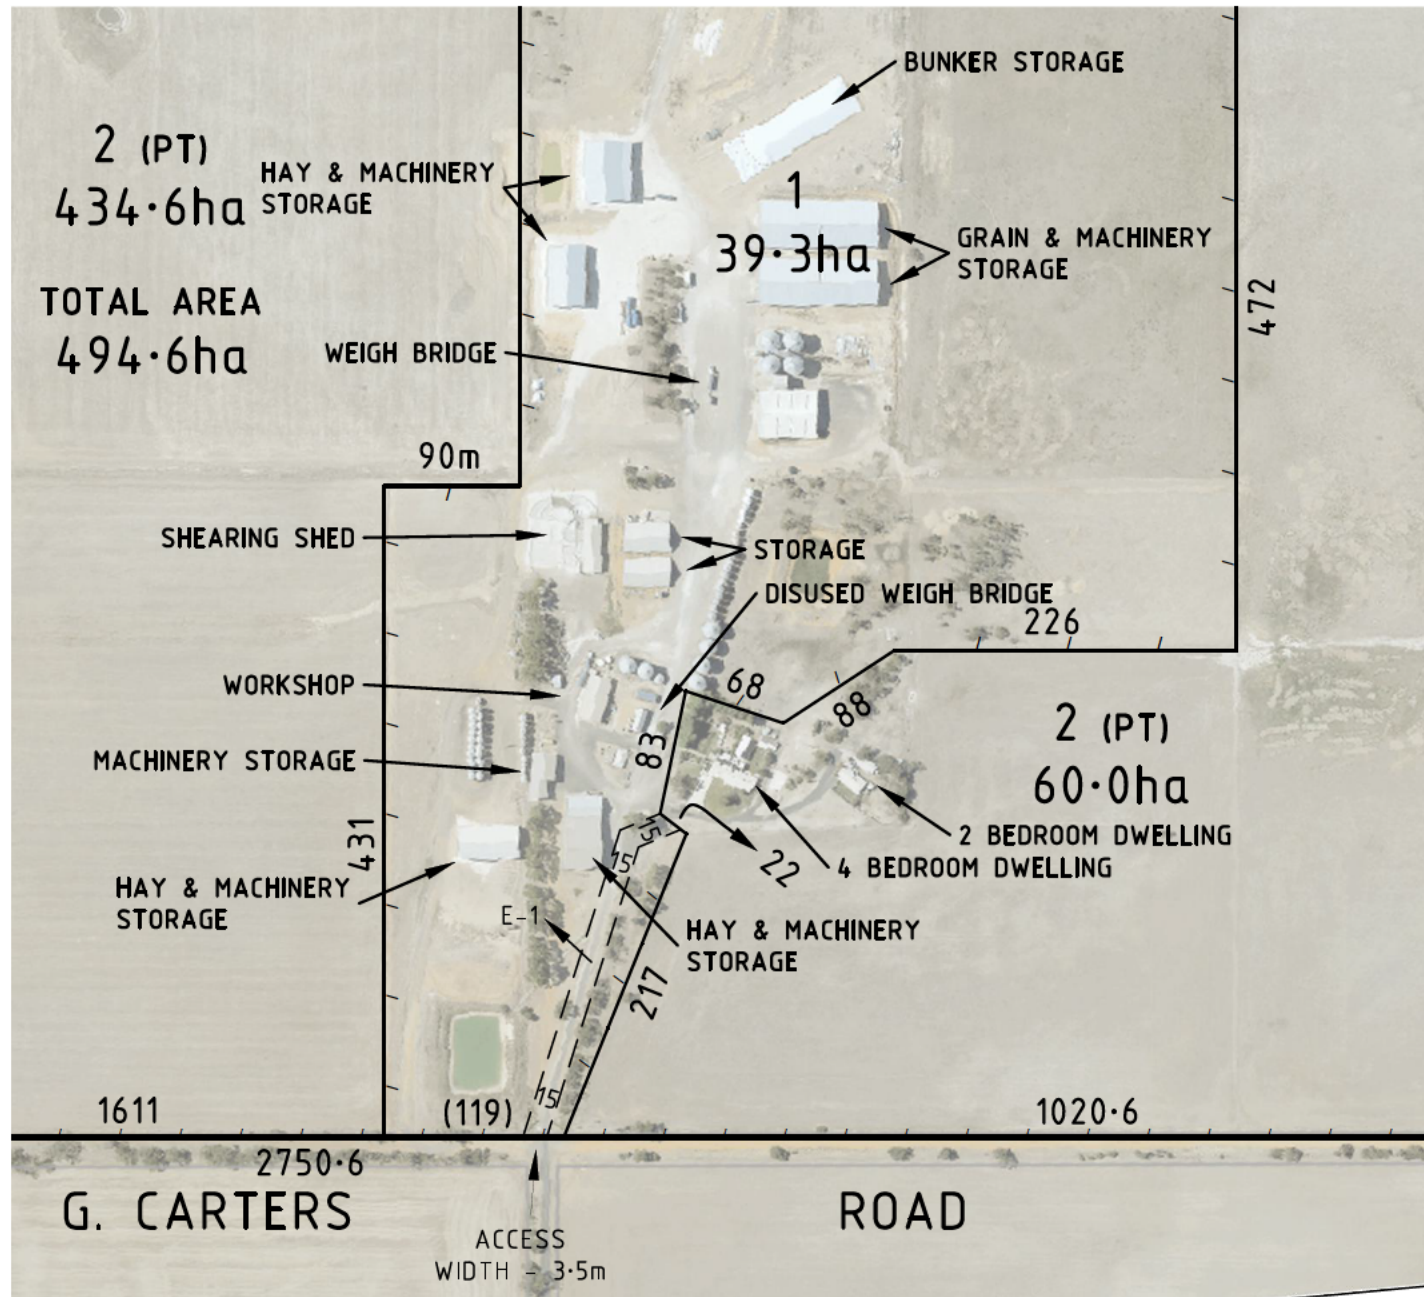 BUNKER STORAGE
2 (PT)
434·6ha
HAY & MACHINERY
STORAGE
1
39·3ha
GRAIN & MACHINERY
STORAGE
TOTAL AREA
494·6ha
472
WEIGH BRIDGE
90m
SHEARING SHED
STORAGE
DISUSED WEIGH BRIDGE
226
WORKSHOP
68
88
83
2 (PT)
60·0ha
MACHINERY STORAGE
431
15
15
22
2 BEDROOM DWELLING
4 BEDROOM DWELLING
HAY & MACHINERY
STORAGE
E-1
HAY & MACHINERY
STORAGE
217
1611
(119)
15
1020·6
2750·6
G. CARTERS ROAD
ACCESS
WIDTH - 3·5m